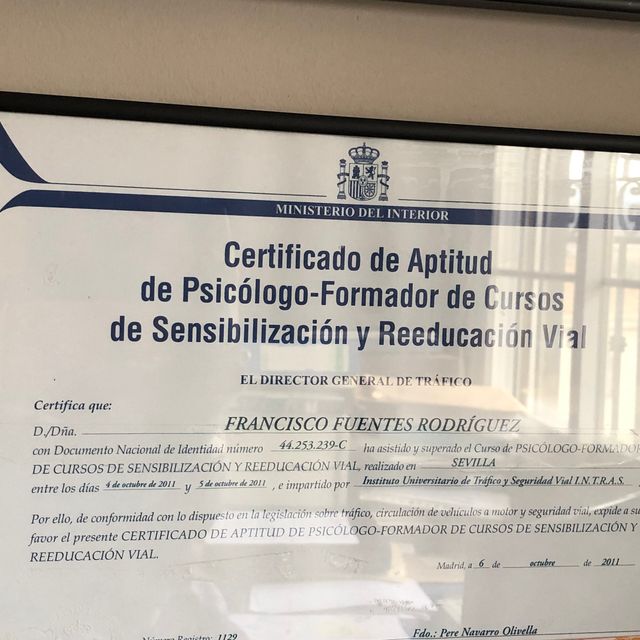 MINISTERIO DEL INTERIOR
Certificado de Aptitud
de Psicólogo-Formador de Cursos
de Sensibilización y Reeducación Vial
EL DIRECTOR GENERAL DE TRÁFICO
Certifica que:
D./Dña. FRANCISCO FUENTES RODRÍGUEZ
con Documento Nacional de Identidad número 44.253.239-C ha asistido y superado el Curso de PSICÓLOGO-FORMADOR
DE CURSOS DE SENSIBILIZACIÓN Y REEDUCACIÓN VIAL, realizado en SEVILLA
entre los días 4 de octubre de 2011 y 5 de octubre de 2011 , e impartido por Instituto Universitario de Tráfico y Seguridad Vial I.N.T.R.A.S.
Por ello, de conformidad con lo dispuesto en la legislación sobre tráfico, circulación de vehículos a motor y seguridad vial, expide a su
favor el presente CERTIFICADO DE APTITUD DE PSICÓLOGO-FORMADOR DE CURSOS DE SENSIBILIZACIÓN Y
REEDUCACIÓN VIAL.
Madrid, a 6 de octubre de 2011
Número Registro: 1129
Fdo.: Pere Navarro Olivella